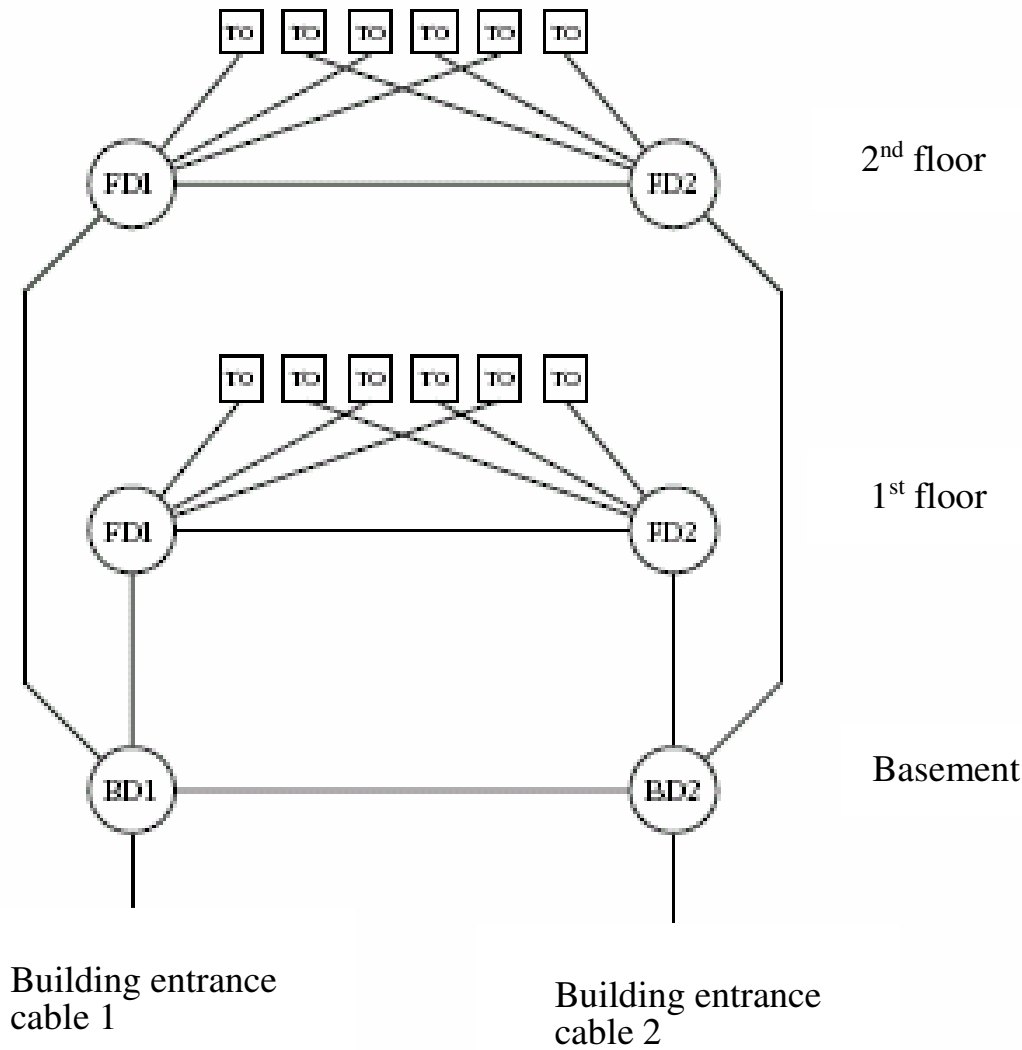 TO TO TO TO TO TO
FD1 FD2
2nd floor
TO TO TO TO TO TO
1st floor
FD1 FD2
BD1 BD2
Basement
Building entrance
cable 1
Building entrance
cable 2